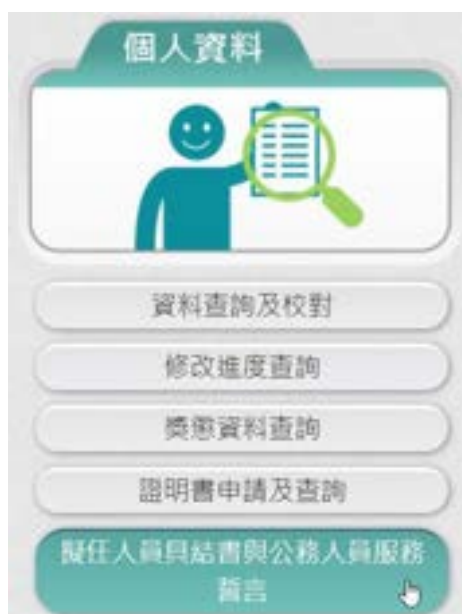 個人資料
資料查詢及校對
修改進度查詢
獎懲資料查詢
證明書申請及查詢
擬任人員具結書與公務人員服務
誓言